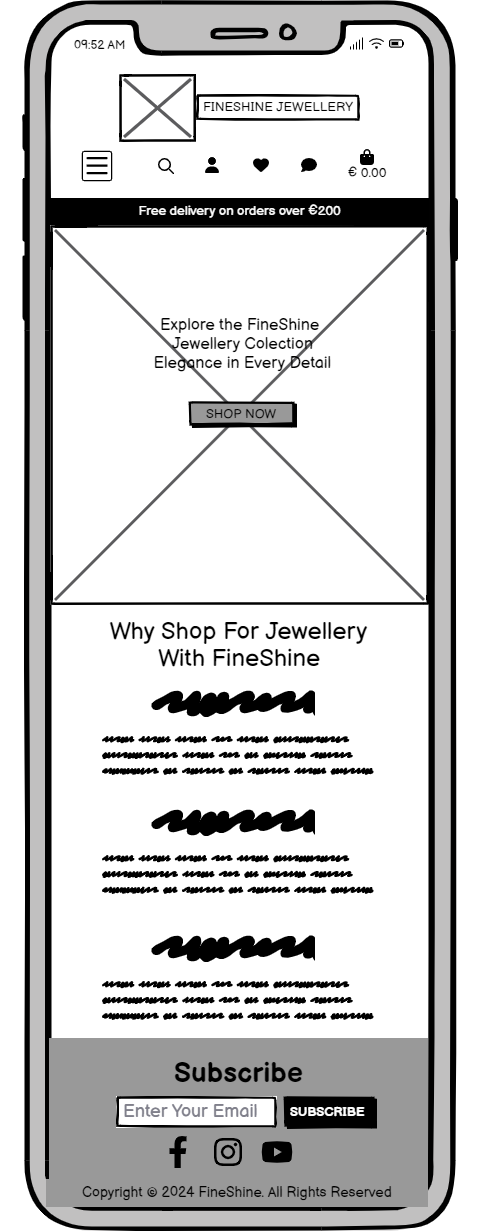 09:52 AM
FINESHINE JEWELLERY
€ 0.00
Free delivery on orders over €200
Explore the FineShine
Jewellery Colection
Elegance in Every Detail
SHOP NOW
Why Shop For Jewellery
With FineShine
Subscribe
Enter Your Email
SUBSCRIBE
Copyright © 2024 FineShine. All Rights Reserved